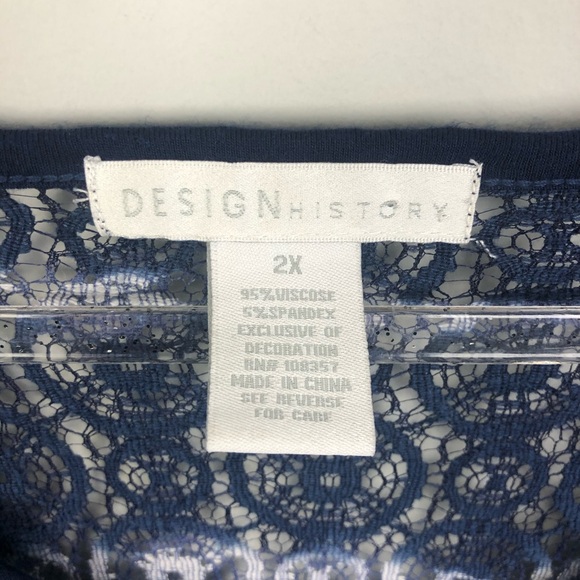 DESIGN HISTORY
2X
95% VISCOSE
5% SPANDEX
EXCLUSIVE OF
DECORATION
RN# 108357
MADE IN CHINA
SEE REVERSE
FOR CARE